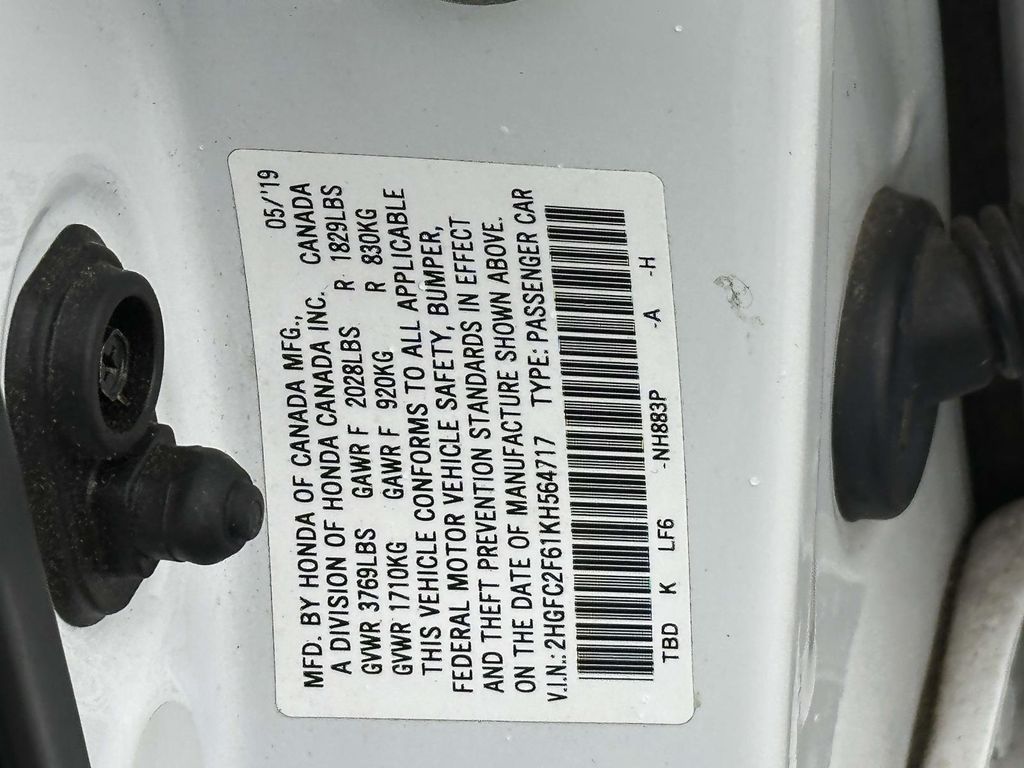 05/'19
MFD. BY HONDA OF CANADA MFG.,
A DIVISION OF HONDA CANADA INC. CANADA
GVWR 3769LBS GAWR F 2028LBS R 1829LBS
GVWR 1710KG GAWR F 920KG R 830KG
THIS VEHICLE CONFORMS TO ALL APPLICABLE
FEDERAL MOTOR VEHICLE SAFETY, BUMPER,
AND THEFT PREVENTION STANDARDS IN EFFECT
ON THE DATE OF MANUFACTURE SHOWN ABOVE.
V.I.N.: 2HGFC2F61KH564717 TYPE: PASSENGER CAR
TBD K LF6 -NH883P -A -H